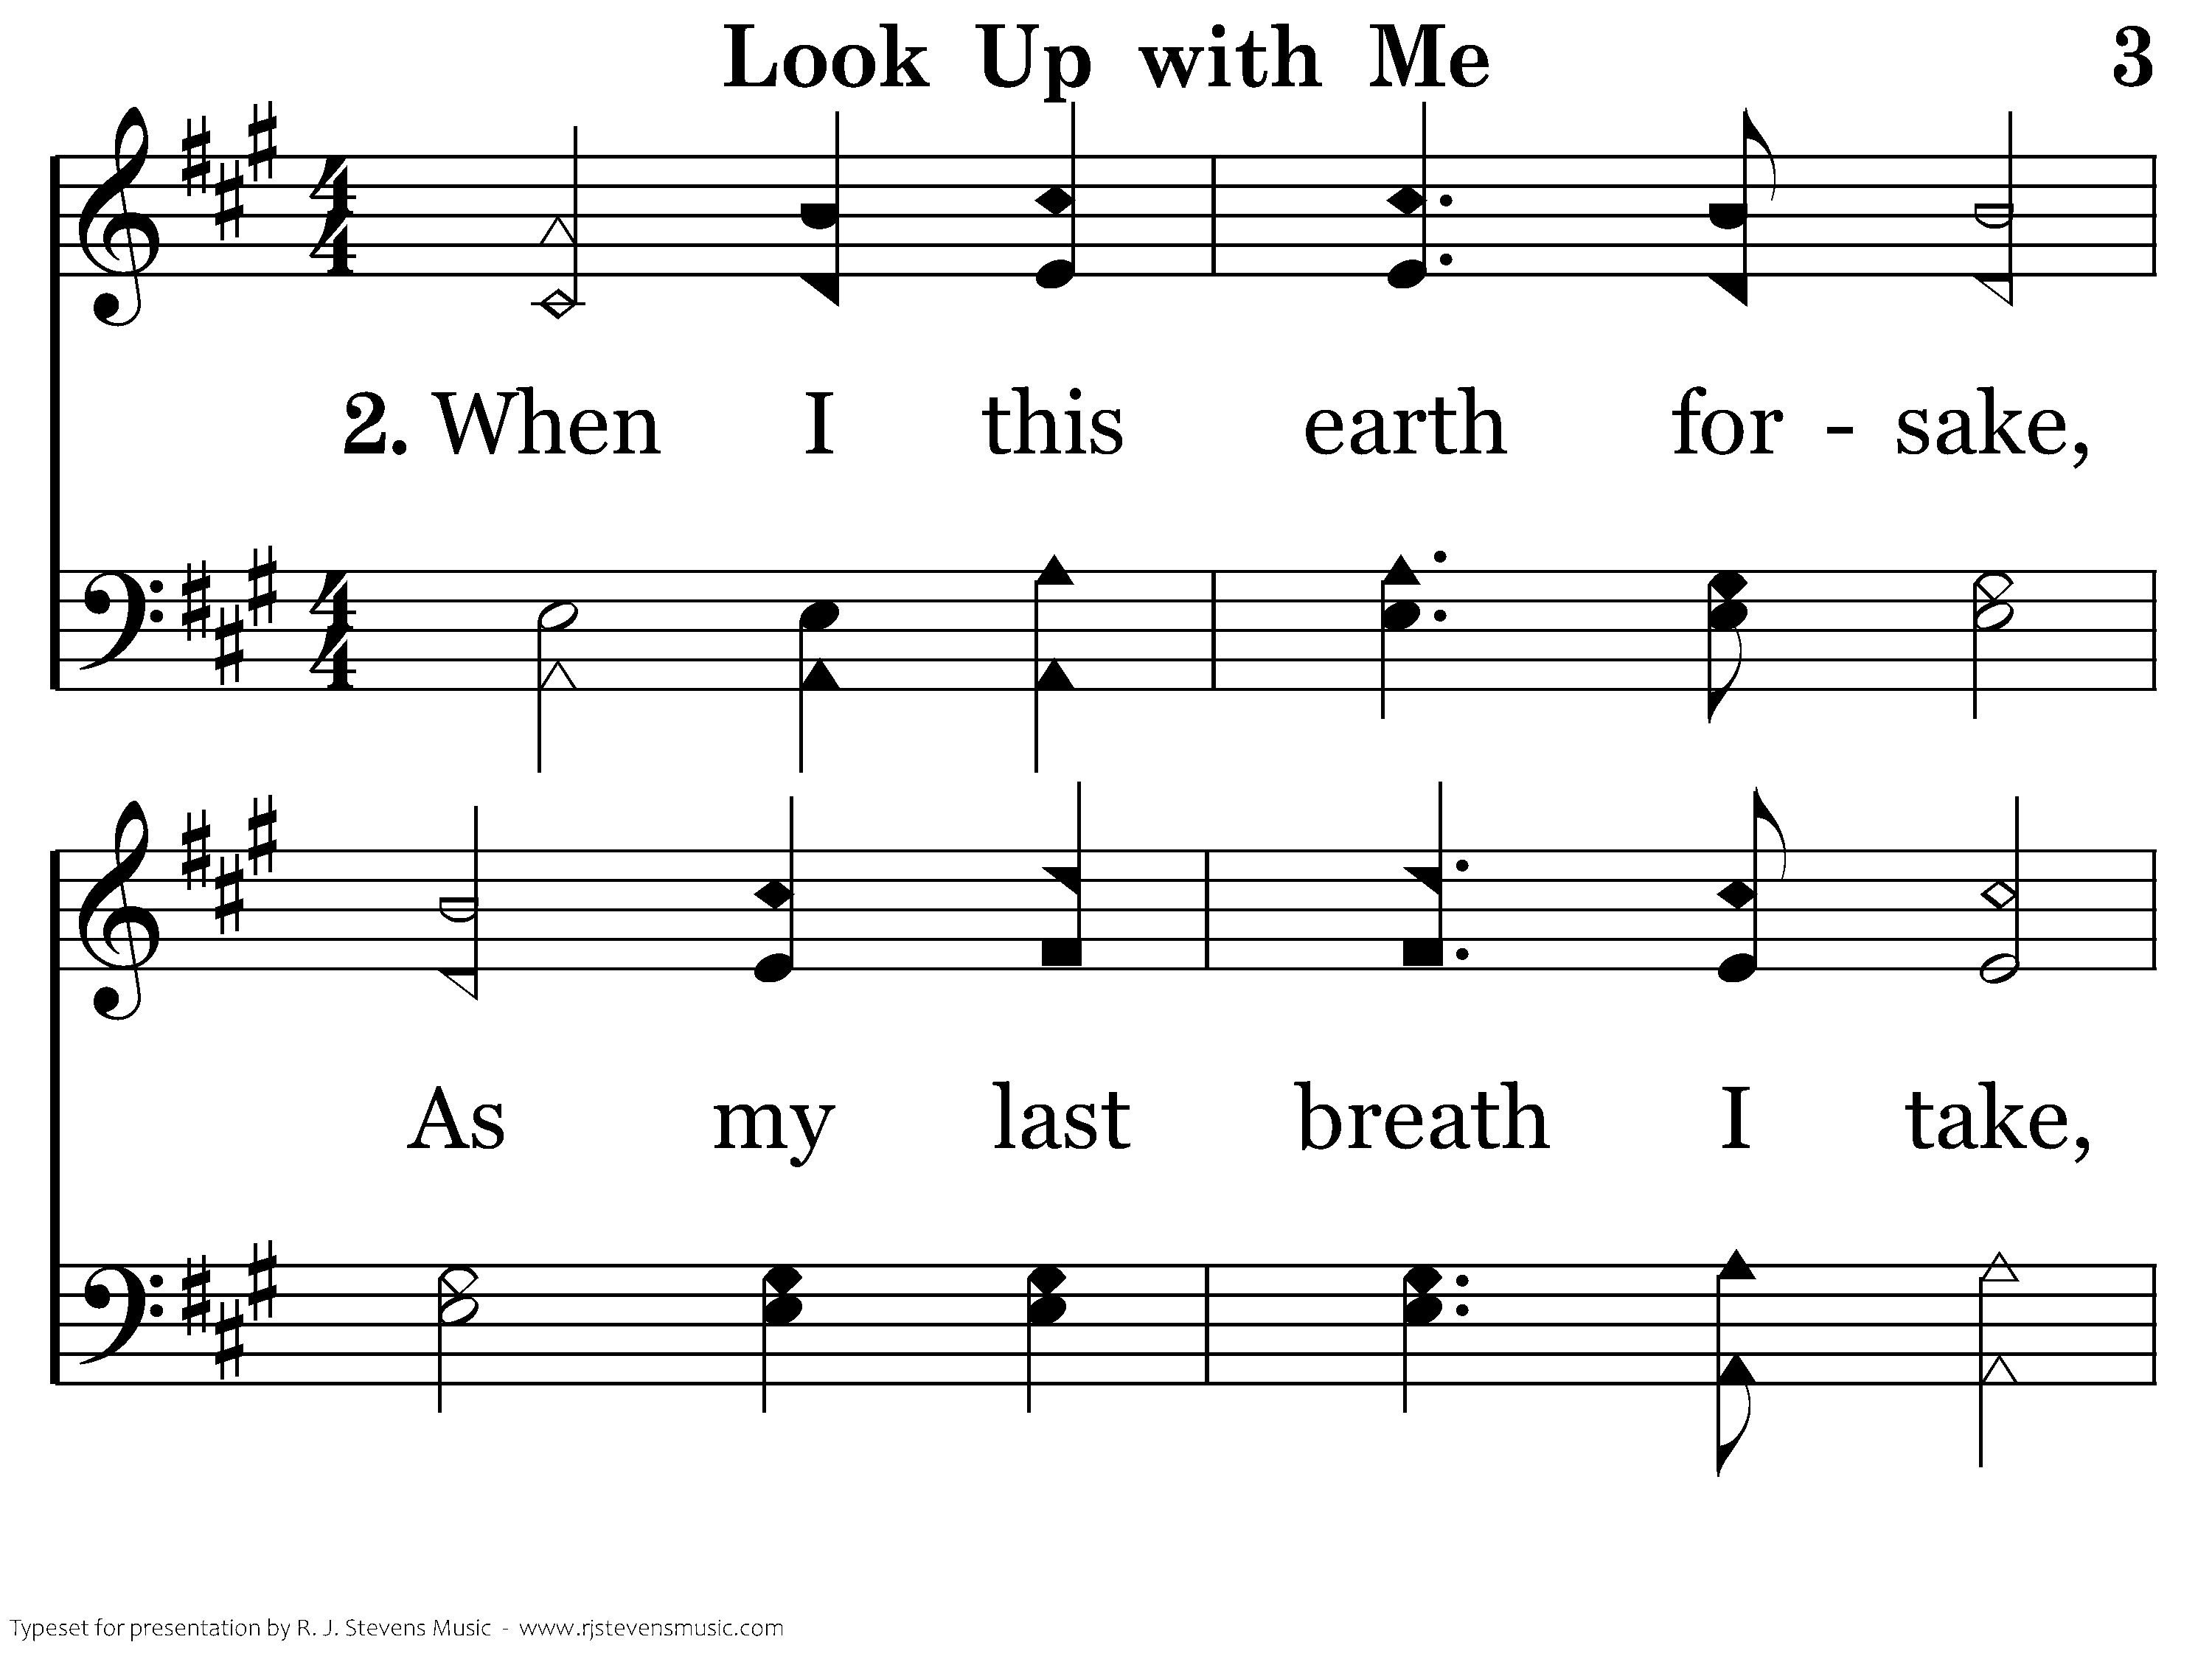 Look Up with Me 3
2. When I this earth for - sake,
As my last breath I take,
Typeset for presentation by R. J. Stevens Music - www.rjstevensmusic.com